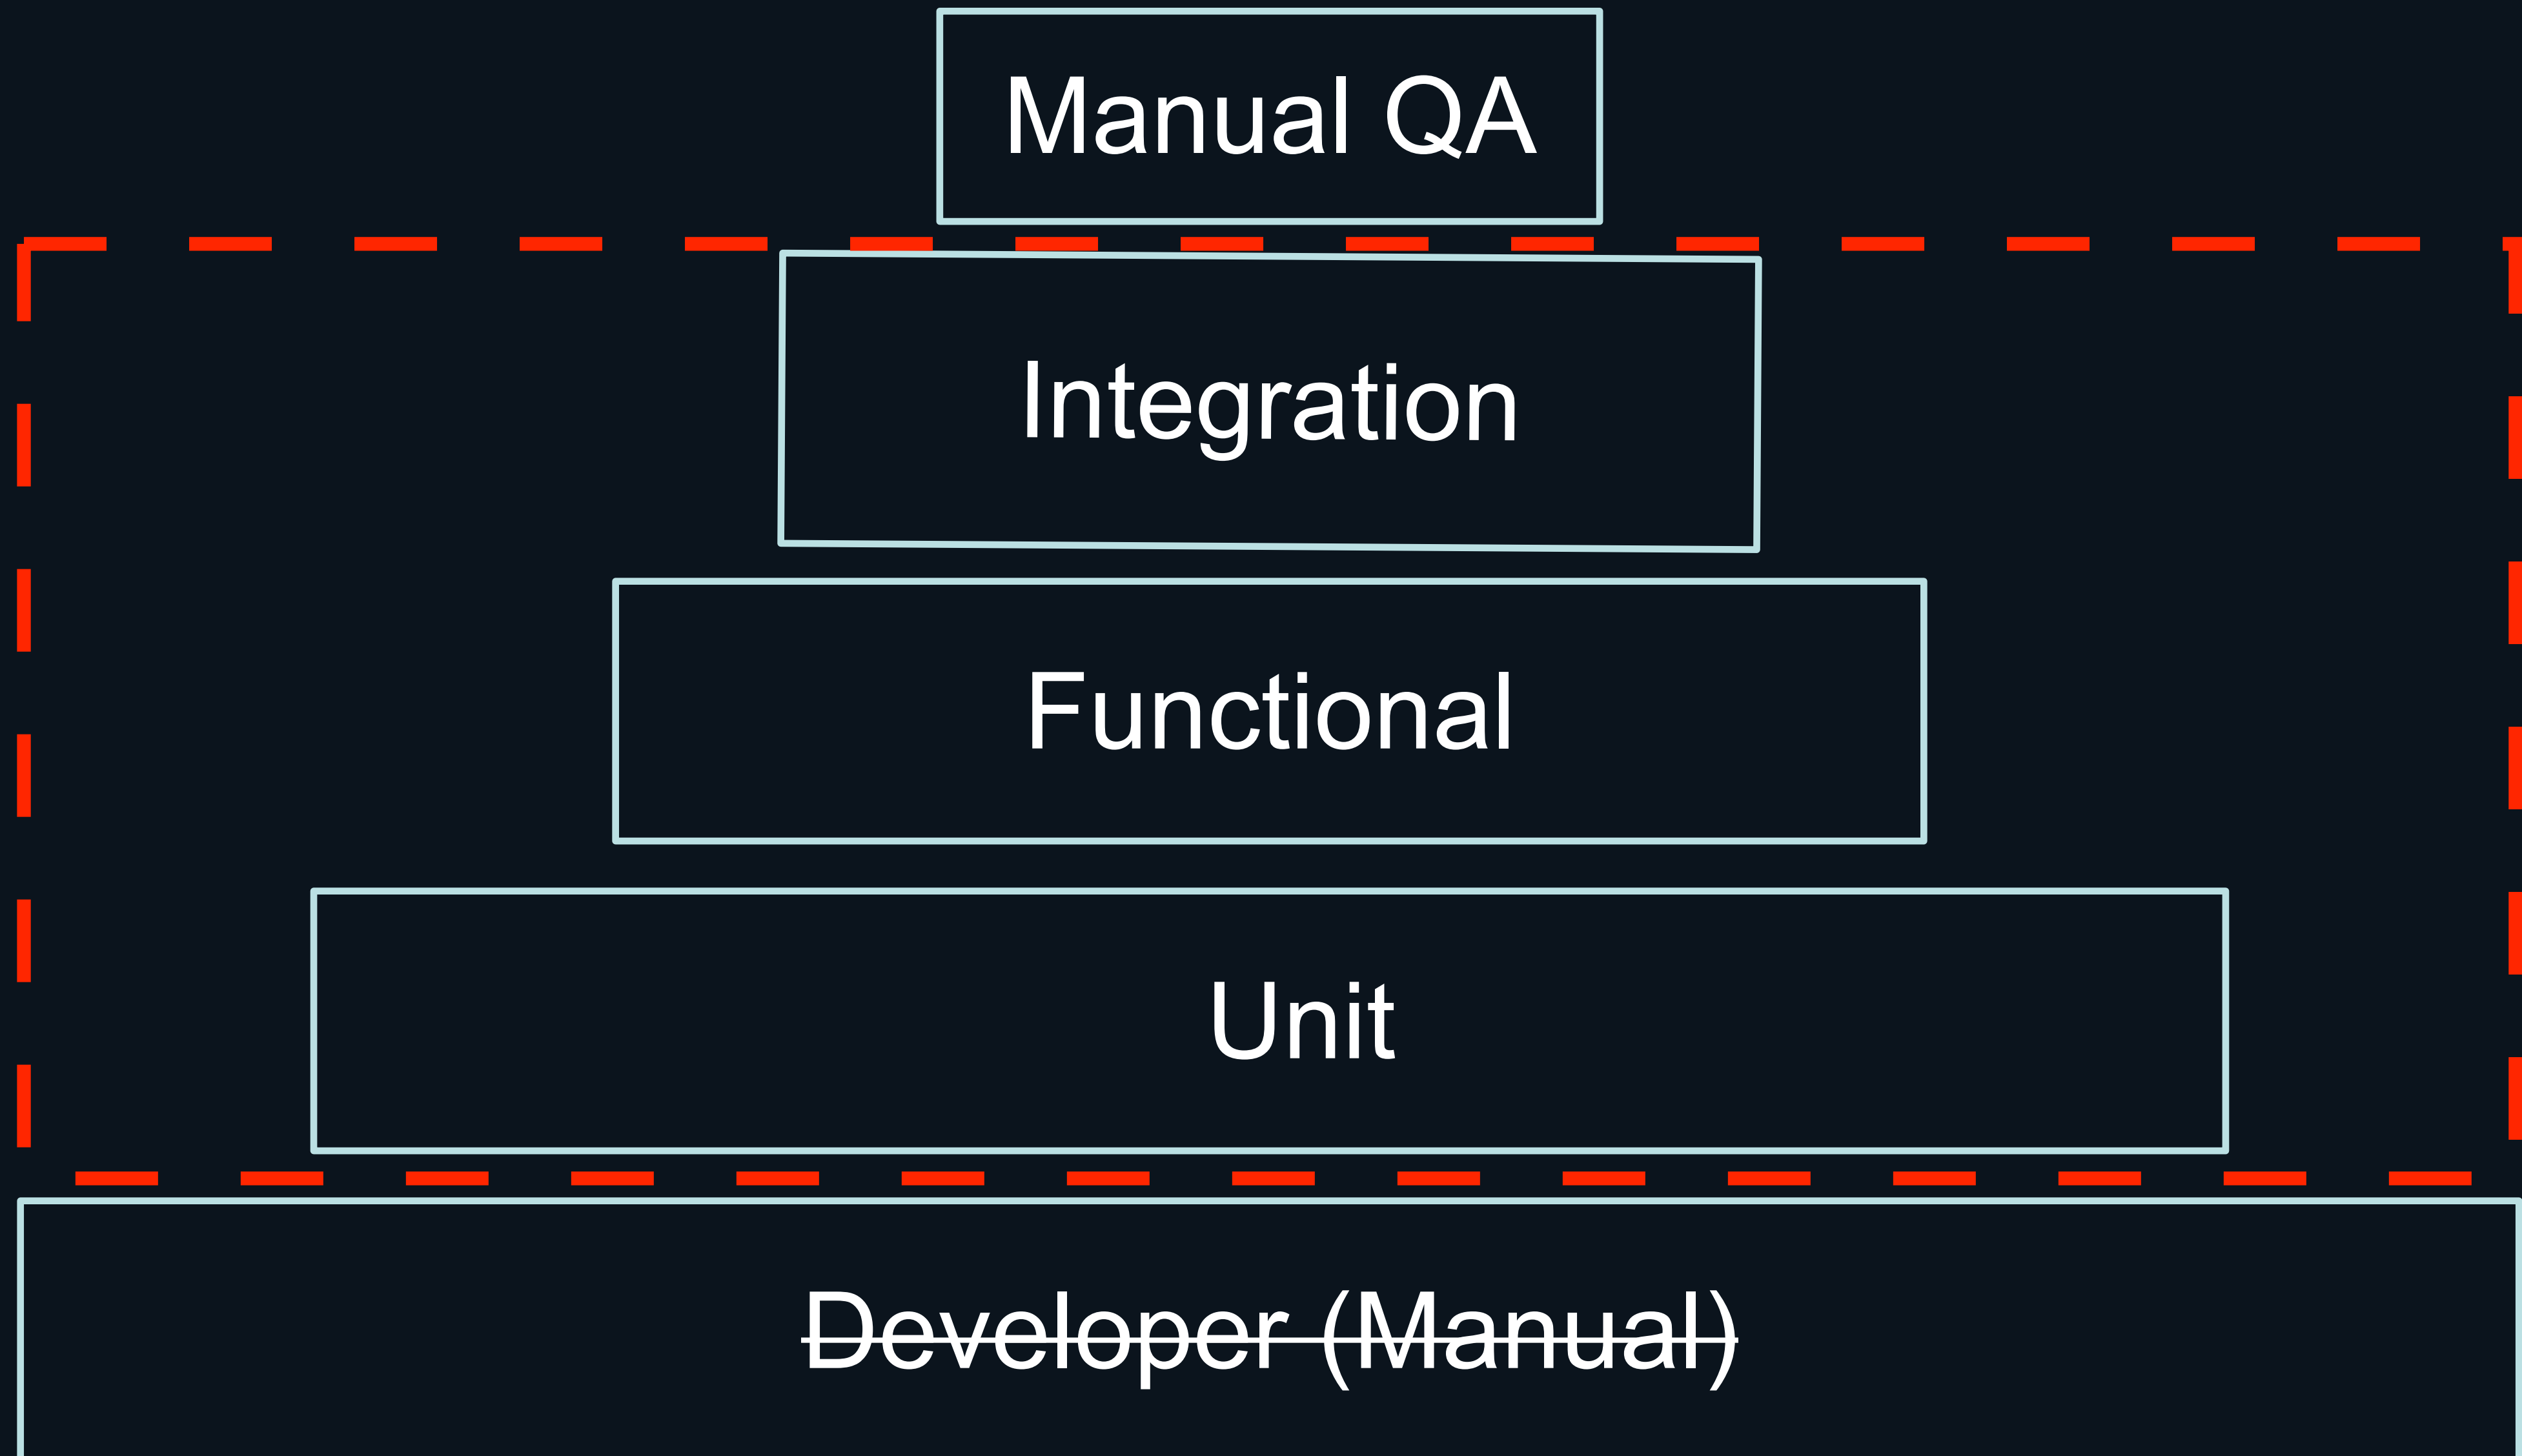 Manual QA
Integration
Functional
Unit
Developer (Manual)